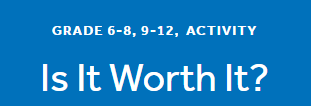 GRADE 6-8, 9-12, ACTIVITY
Is It Worth It?